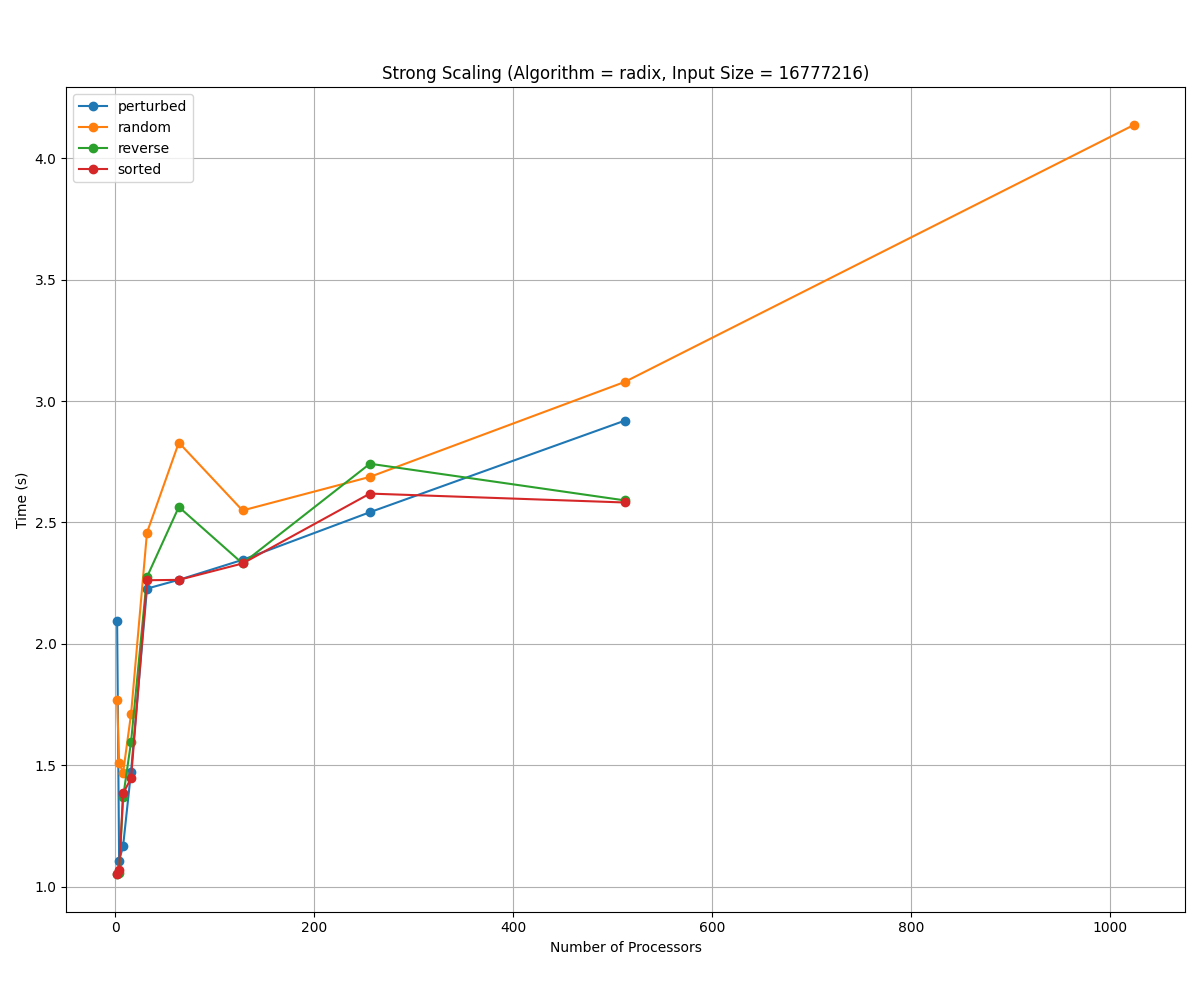 Strong Scaling (Algorithm = radix, Input Size = 16777216)
perturbed
random
reverse
sorted
4.0
3.5
3.0
2.5
2.0
1.5
1.0
Time (s)
0 200 400 600 800 1000
Number of Processors